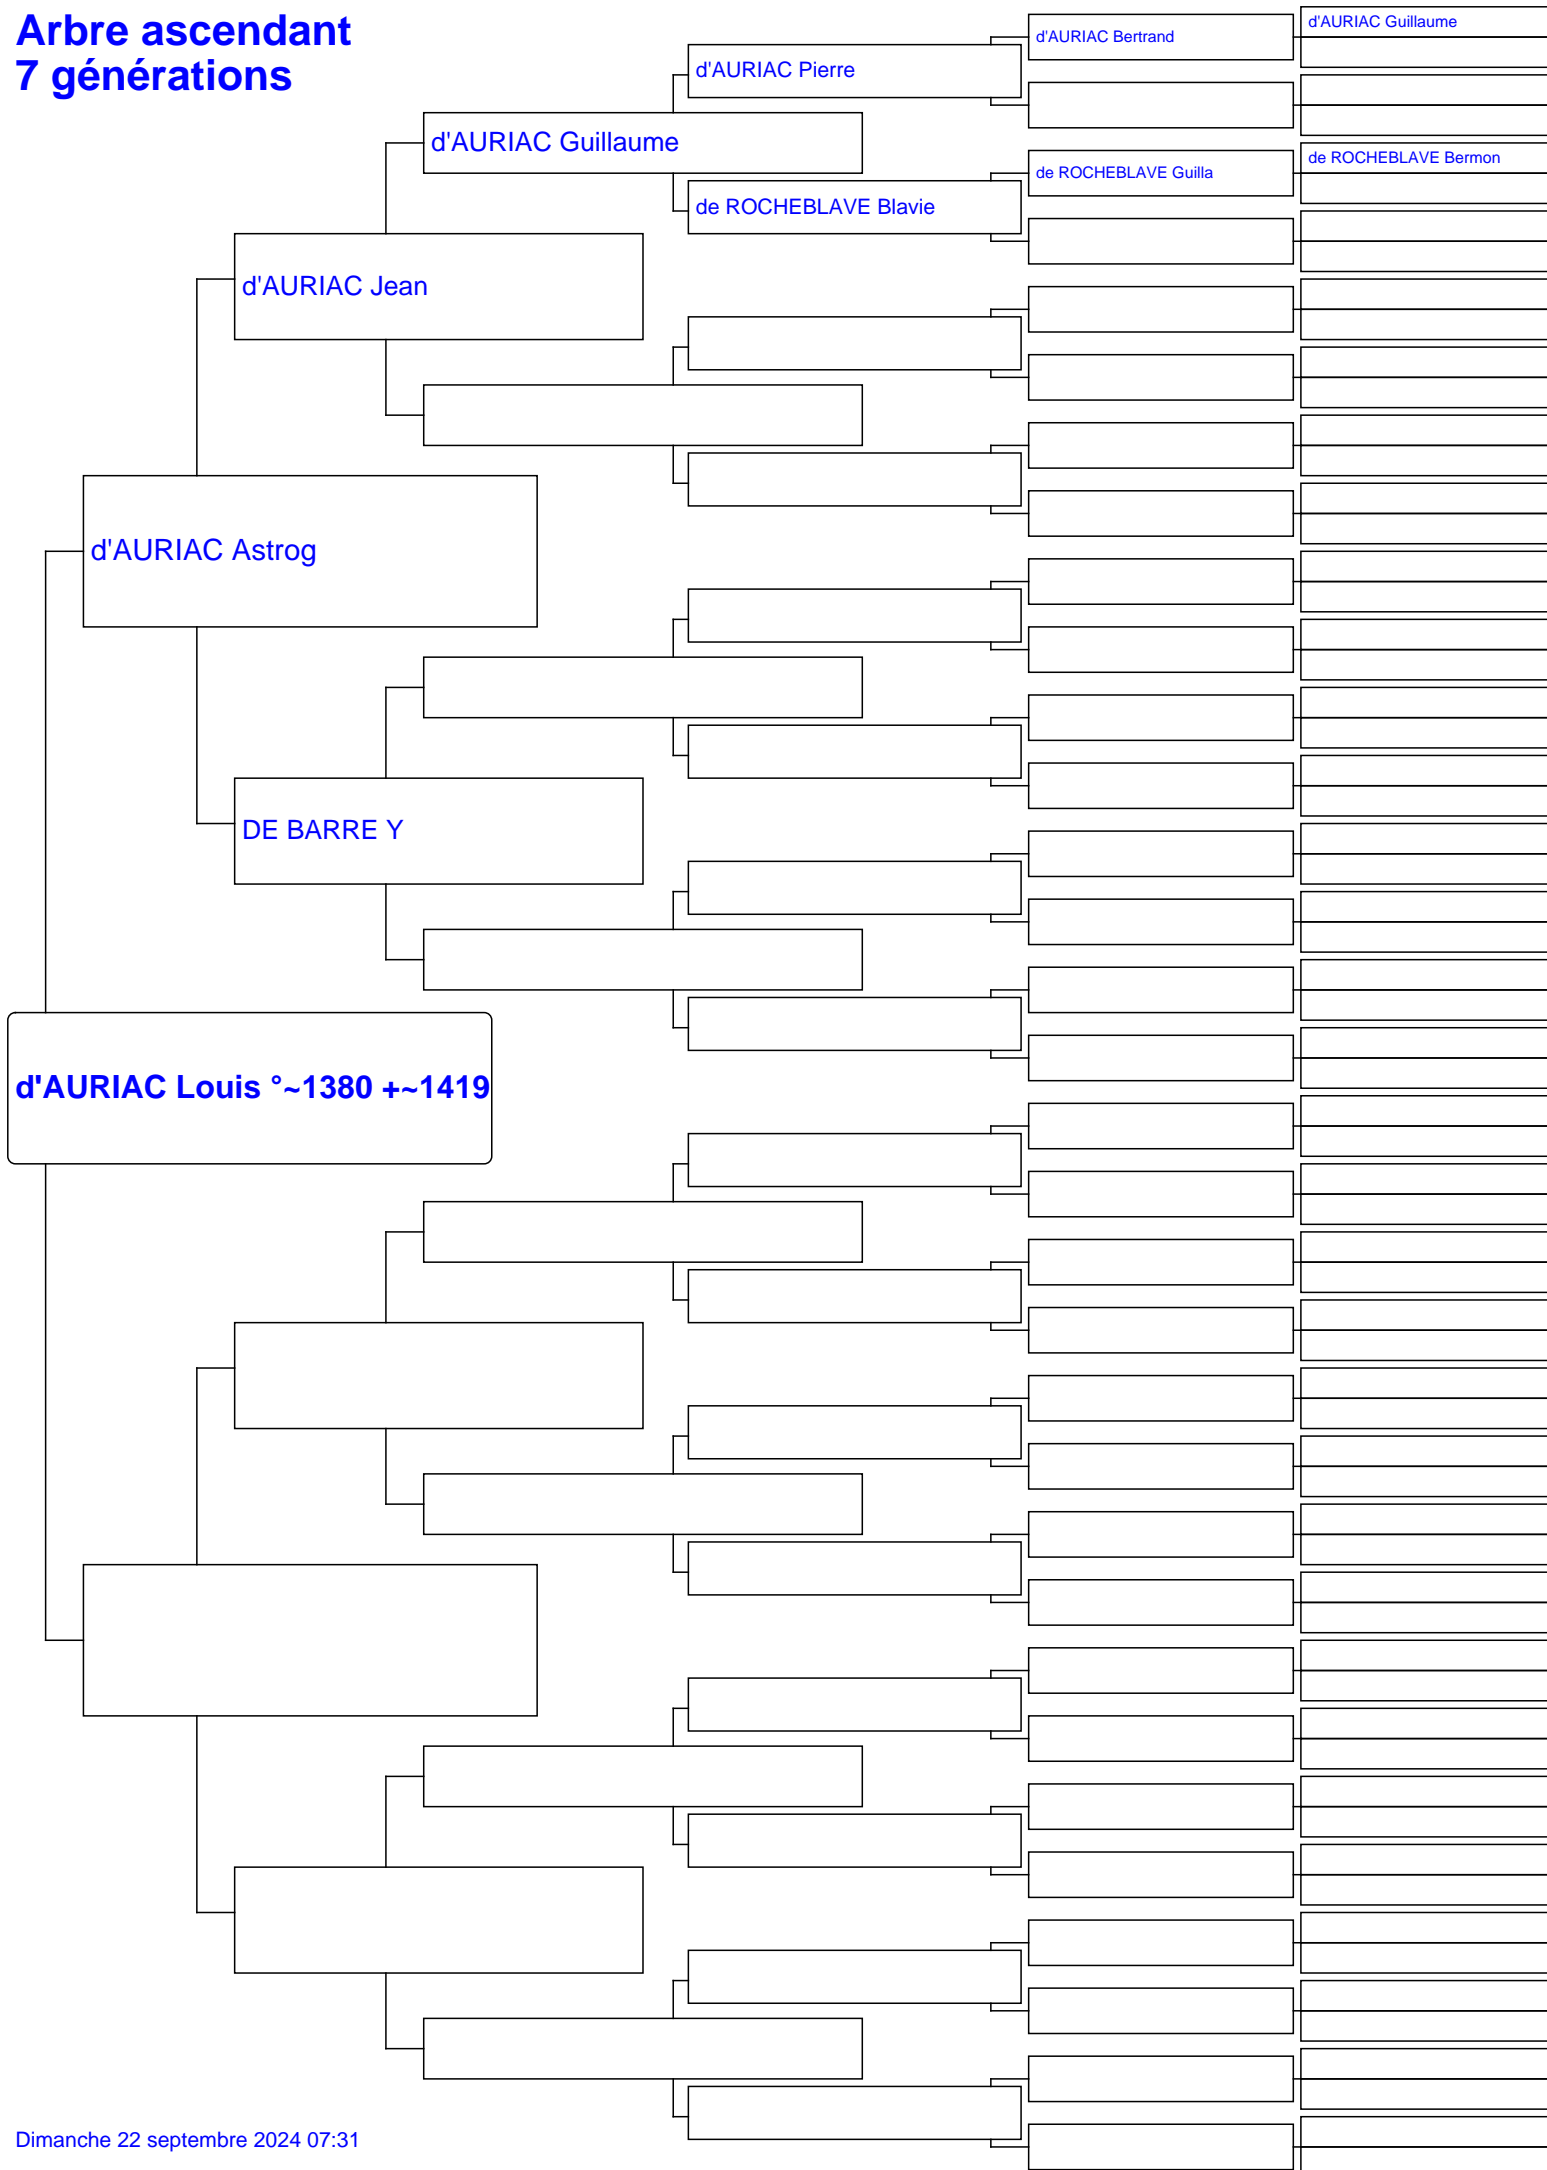 Arbre ascendant
7 générations
d'AURIAC Guillaume
d'AURIAC Bertrand
d'AURIAC Pierre
d'AURIAC Guillaume
de ROCHEBLAVE Bermon
de ROCHEBLAVE Guilla
de ROCHEBLAVE Blavie
d'AURIAC Jean
d'AURIAC Astrog
DE BARRE Y
d'AURIAC Louis °~1380 +~1419
Dimanche 22 septembre 2024 07:31